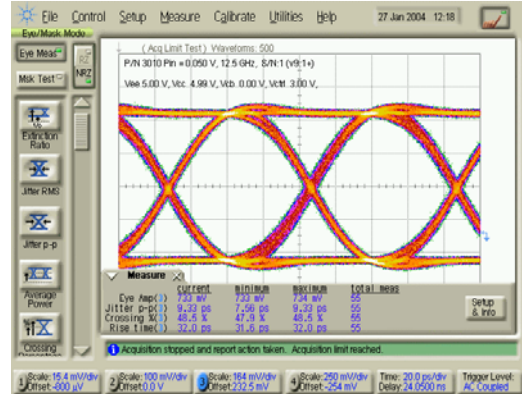 File Control Setup Measure Calibrate Utilities Help 27 Jan 2004 12:18
Eye/Mask Mode
Eye Meas
RZ
NRZ
Msk Test
Extinction Ratio
Jitter RMS
Jitter p-p
Average Power
Crossing
(Acq Limit Test) Waveforms: 500
P/N 3010 Pin = 0.050 V, 12.5 GHz, S/N:1 (v9:1+)
Vee 5.00 V, Vcc 4.99 V, Vcb 0.00 V, Vctrl 3.00 V,
Measure
current minimum maximum total meas
Eye Amp(3) 733 mV 733 mV 734 mV 55
Jitter p-p(3) 9.33 ps 7.56 ps 9.33 ps 55
Crossing %(3) 48.5 % 47.9 % 48.5 % 55
Rise time(3) 32.0 ps 31.6 ps 32.0 ps 55
Setup & Info
Acquisition stopped and report action taken. Acquisition limit reached.
1) Scale: 15.4 mV/div 2) Scale: 100 mV/div 3) Scale: 164 mV/div 4) Scale: 250 mV/div Time: 20.0 ps/div Trigger Level:
Offset: -800 µV Offset: 0.0 V Offset: 232.5 mV Offset: -254 mV Delay: 24.0500 ns AC Coupled